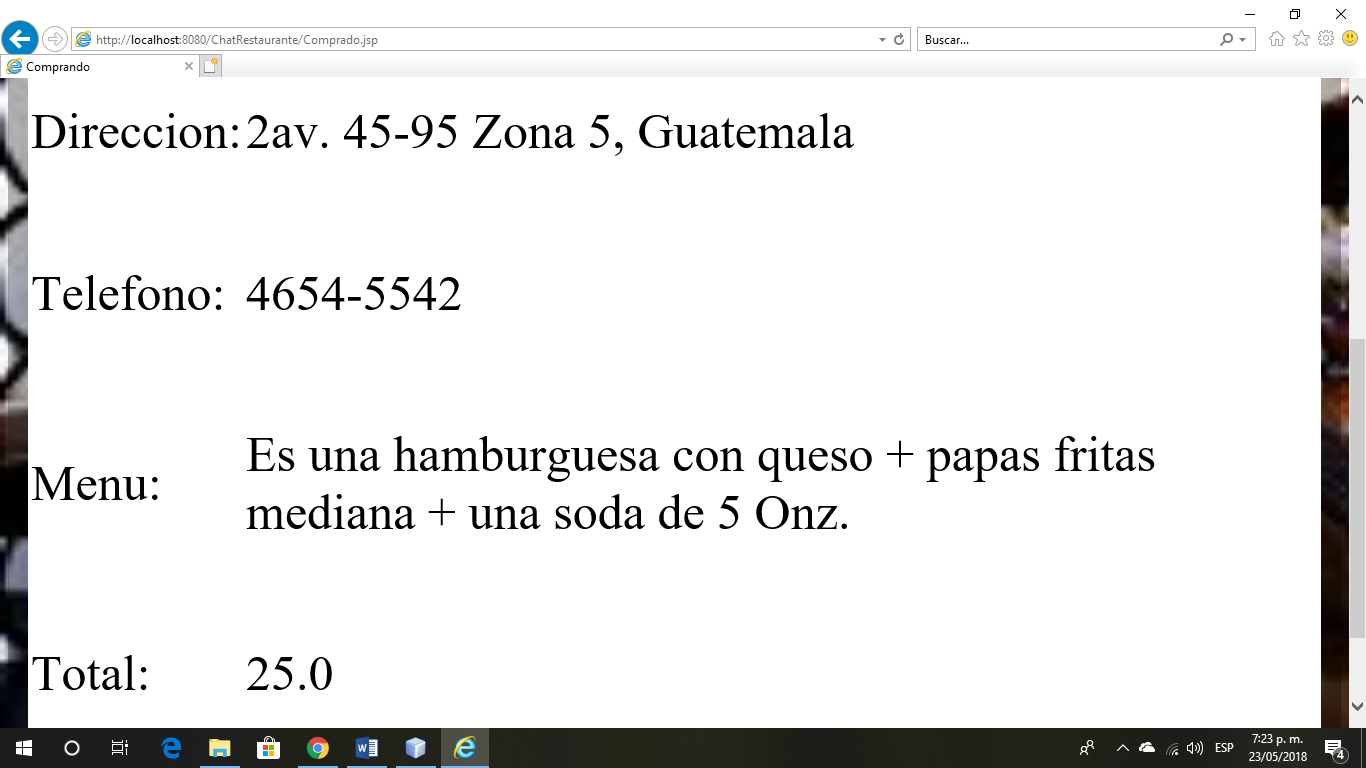 http://localhost:8080/ChatRestaurante/Comprado.jsp
Buscar...
Comprando
Direccion: 2av. 45-95 Zona 5, Guatemala
Telefono: 4654-5542
Menu: Es una hamburguesa con queso + papas fritas
mediana + una soda de 5 Onz.
Total: 25.0
ESP
7:23 p. m.
23/05/2018
4